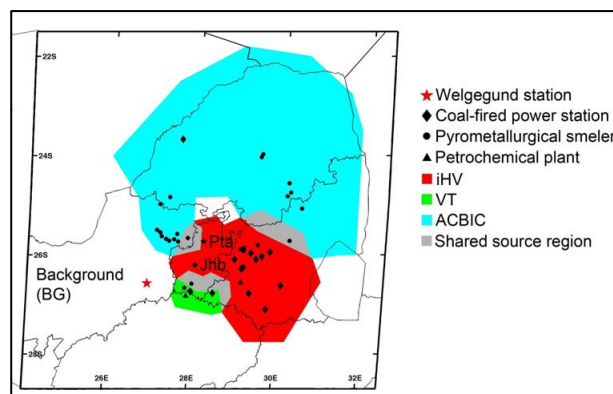 22S
24S
26S
28S
26E
28E
30E
32E
Pta
Jhb
Background
(BG)
Welgegund station
Coal-fired power station
Pyrometallurgical smeler
Petrochemical plant
iHV
VT
ACBIC
Shared source region